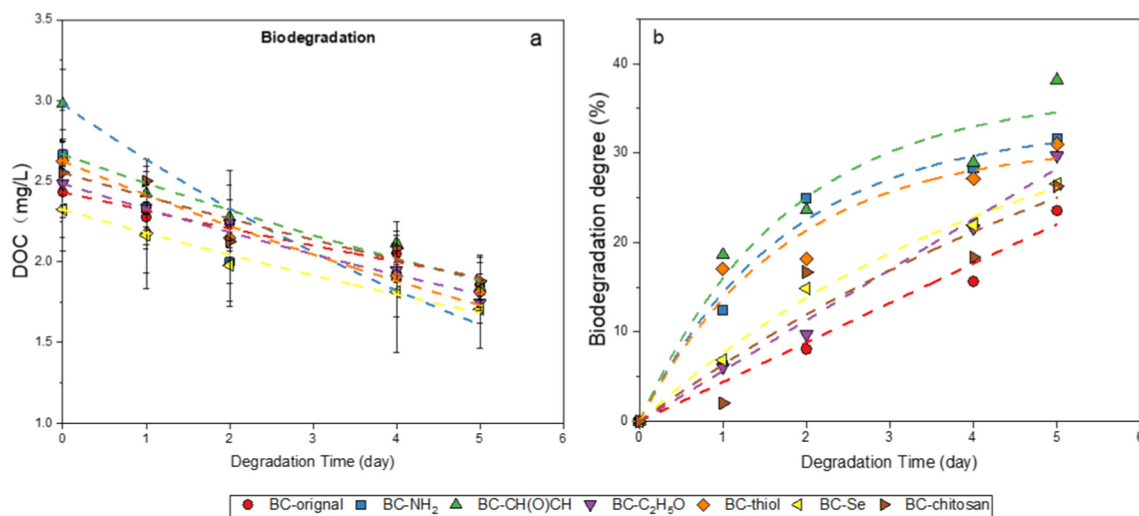 Biodegradation
a
DOC (mg/L)
3.5
3.0
2.5
2.0
1.5
1.0
0 1 2 3 4 5 6
Degradation Time (day)
b
Biodegradation degree (%)
40
30
20
10
0
0 1 2 3 4 5 6
Degradation Time (day)
BC-orignal BC-NH₂ BC-CH(O)CH BC-C₂H₅O BC-thiol BC-Se BC-chitosan